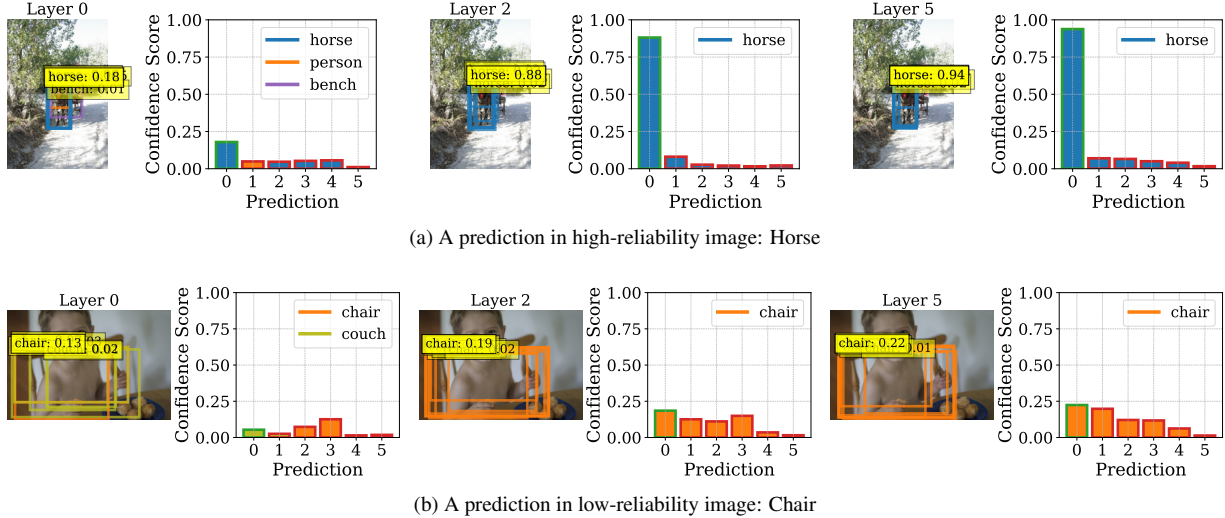 Layer 0
horse: 0.18
bench: 0.01
Confidence Score
1.00
0.75
0.50
0.25
0.00
horse
person
bench
0 1 2 3 4 5
Prediction
Layer 2
horse: 0.88
Confidence Score
1.00
0.75
0.50
0.25
0.00
horse
0 1 2 3 4 5
Prediction
Layer 5
horse: 0.94
Confidence Score
1.00
0.75
0.50
0.25
0.00
horse
0 1 2 3 4 5
Prediction
(a) A prediction in high-reliability image: Horse
Layer 0
chair: 0.13
0.02
Confidence Score
1.00
0.75
0.50
0.25
0.00
chair
couch
0 1 2 3 4 5
Prediction
Layer 2
chair: 0.19
Confidence Score
1.00
0.75
0.50
0.25
0.00
chair
0 1 2 3 4 5
Prediction
Layer 5
chair: 0.22
Confidence Score
1.00
0.75
0.50
0.25
0.00
chair
0 1 2 3 4 5
Prediction
(b) A prediction in low-reliability image: Chair